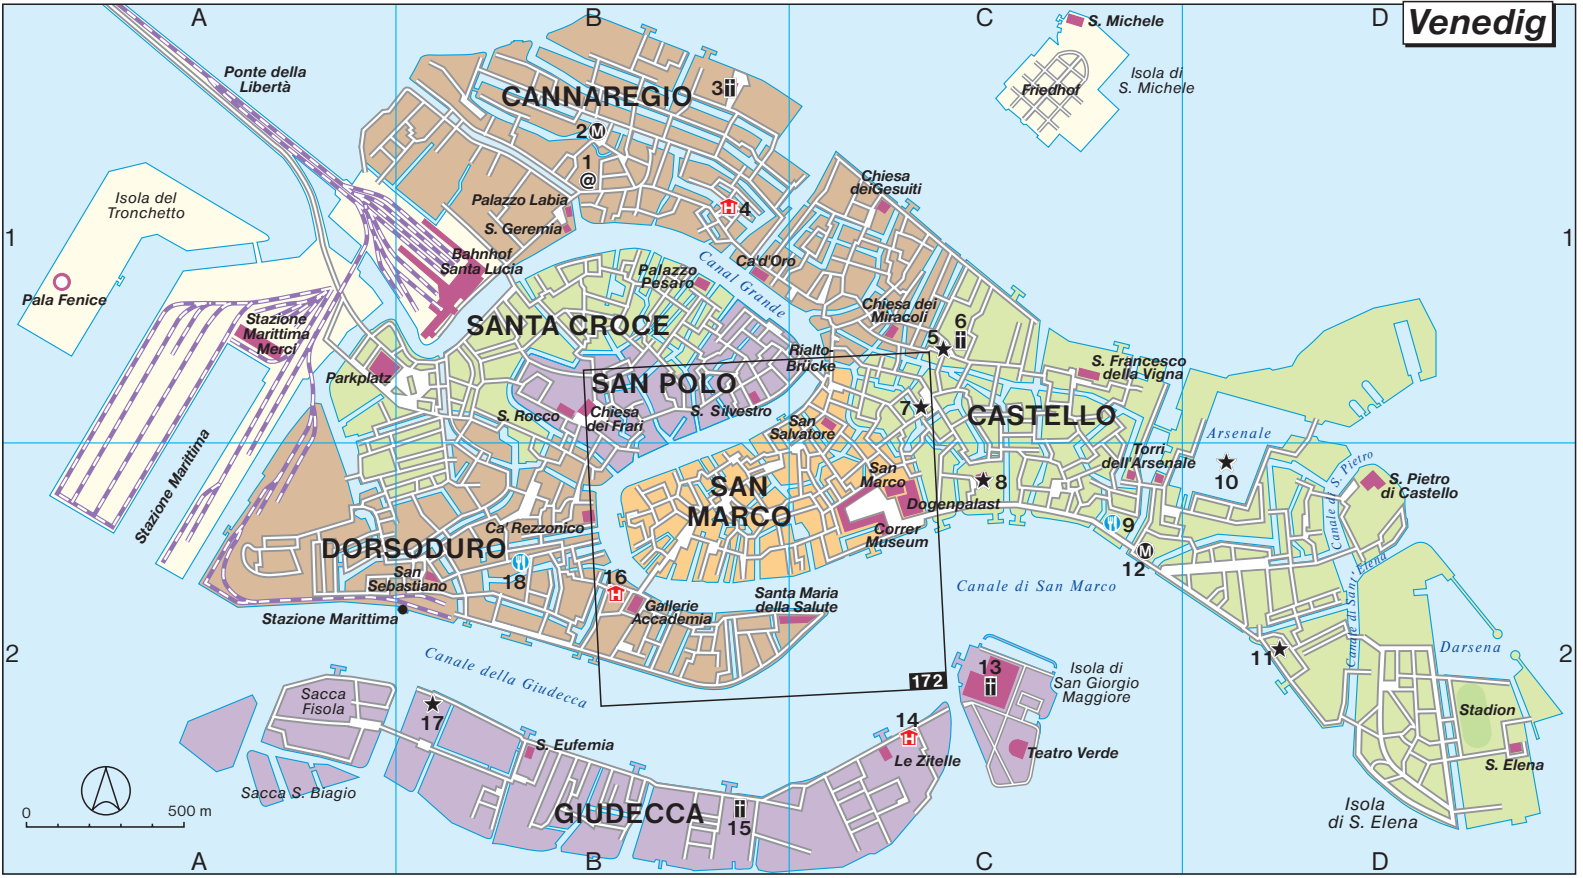 A
B
C
D
Venedig
S. Michele
Ponte della
Libertà
CANNAREGIO
3
Friedhof
Isola di
S. Michele
2
M
1
@
Isola del
Tronchetto
Palazzo Labia
S. Geremia
H
4
Chiesa
dei Gesuiti
1
1
Bahnhof
Santa Lucia
Canal Grande
Ca'd'Oro
Palazzo
Pesaro
Pala Fenice
Stazione
Marittima
Merci
SANTA CROCE
Chiesa dei
Miracoli
6
5
Rialto-
Brücke
S. Francesco
della Vigna
Parkplatz
SAN POLO
S. Rocco
Chiesa
dei Frari
S. Silvestro
7
CASTELLO
San
Salvatore
Arsenale
Stazione Marittima
Torri
dell'Arsenale
10
Canale di S. Pietro
S. Pietro
di Castello
SAN
MARCO
San
Marco
8
Dogenpalast
Ca' Rezzonico
Correr
Museum
9
DORSODURO
M
12
18
San
Sebastiano
16
H
Canale di Sant' Elena
Canale di San Marco
Santa Maria
della Salute
Gallerie
Accademia
Stazione Marittima
2
2
11
Darsena
Canale della Giudecca
172
13
Isola di
San Giorgio
Maggiore
Sacca
Fisola
17
14
H
Stadion
S. Eufemia
Le Zitelle
Teatro Verde
S. Elena
Sacca S. Biagio
GIUDECCA
15
Isola
di S. Elena
0
500 m
A
B
C
D